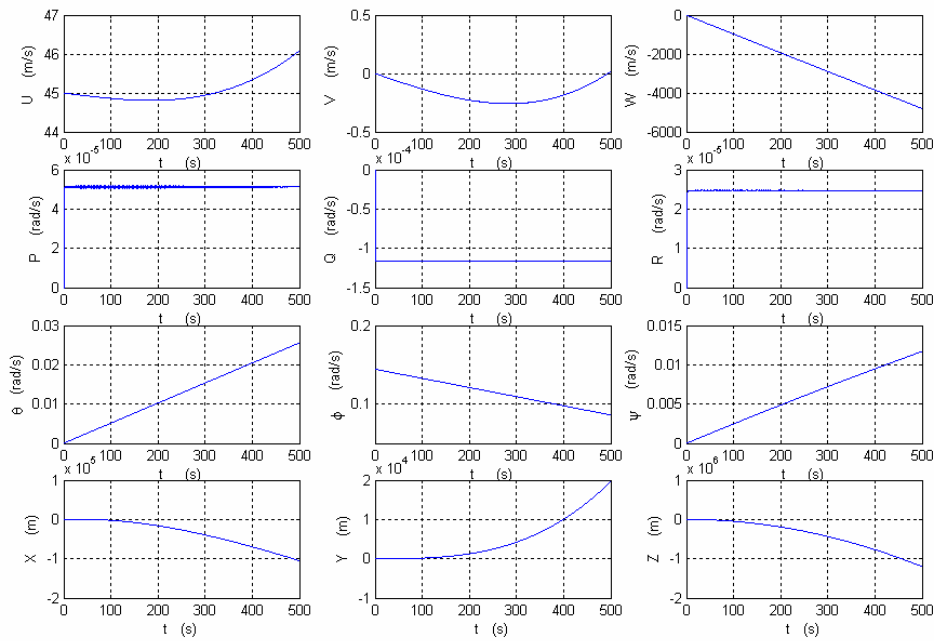 47
46
45
44
U (m/s)
0 100 200 300 400 500
t (s)
0.5
0
-0.5
V (m/s)
0 100 200 300 400 500
t (s)
0
-2000
-4000
-6000
W (m/s)
0 100 200 300 400 500
t (s)
x 10⁻⁵
6
4
2
0
P (rad/s)
0 100 200 300 400 500
t (s)
x 10⁻⁴
0
-0.5
-1
-1.5
Q (rad/s)
0 100 200 300 400 500
t (s)
x 10⁻⁵
3
2
1
0
R (rad/s)
0 100 200 300 400 500
t (s)
0.03
0.02
0.01
0
θ (rad/s)
0 100 200 300 400 500
t (s)
0.2
0.1
ϕ (rad/s)
0 100 200 300 400 500
t (s)
0.015
0.01
0.005
0
ψ (rad/s)
0 100 200 300 400 500
t (s)
x 10⁵
1
0
-1
-2
X (m)
0 100 200 300 400 500
t (s)
x 10⁴
2
1
0
-1
Y (m)
0 100 200 300 400 500
t (s)
x 10⁶
1
0
-1
-2
Z (m)
0 100 200 300 400 500
t (s)